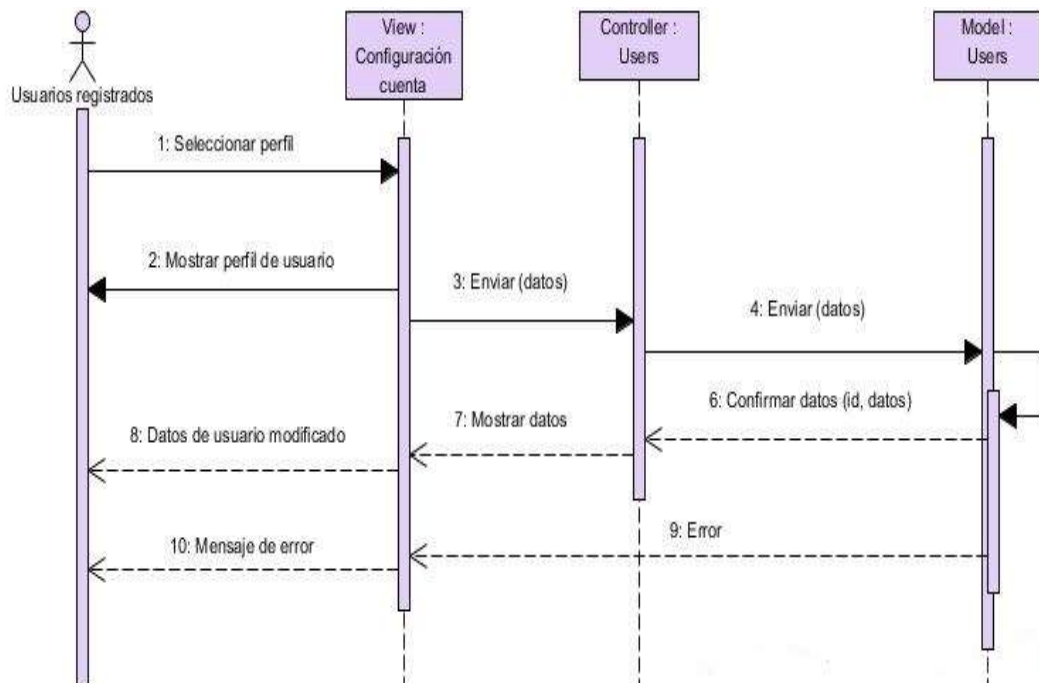 View :
Configuración
cuenta
Controller :
Users
Model :
Users
Usuarios registrados
1: Seleccionar perfil
2: Mostrar perfil de usuario
3: Enviar (datos)
4: Enviar (datos)
6: Confirmar datos (id, datos)
7: Mostrar datos
8: Datos de usuario modificado
9: Error
10: Mensaje de error